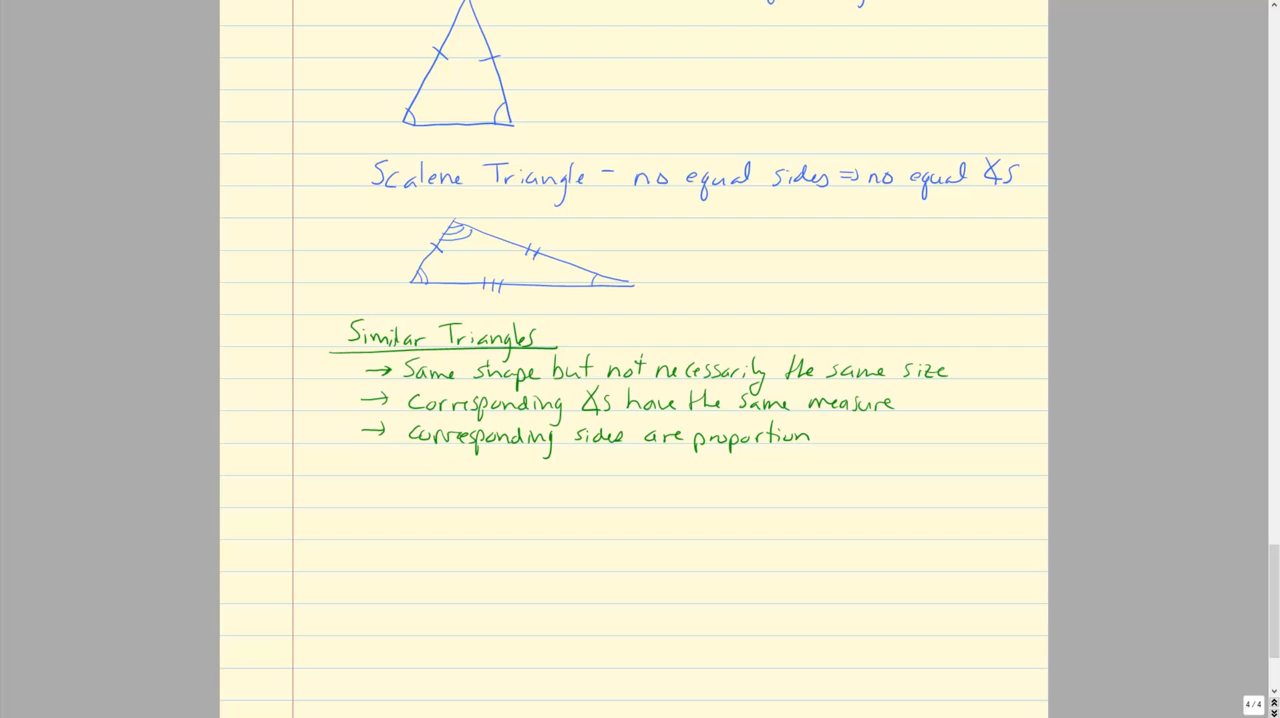 Scalene Triangle - no equal sides ⇒ no equal ∡s
Similar Triangles
→ Same shape but not necessarily the same size
→ corresponding ∡s have the same measure
→ corresponding sides are proportion
4 / 4